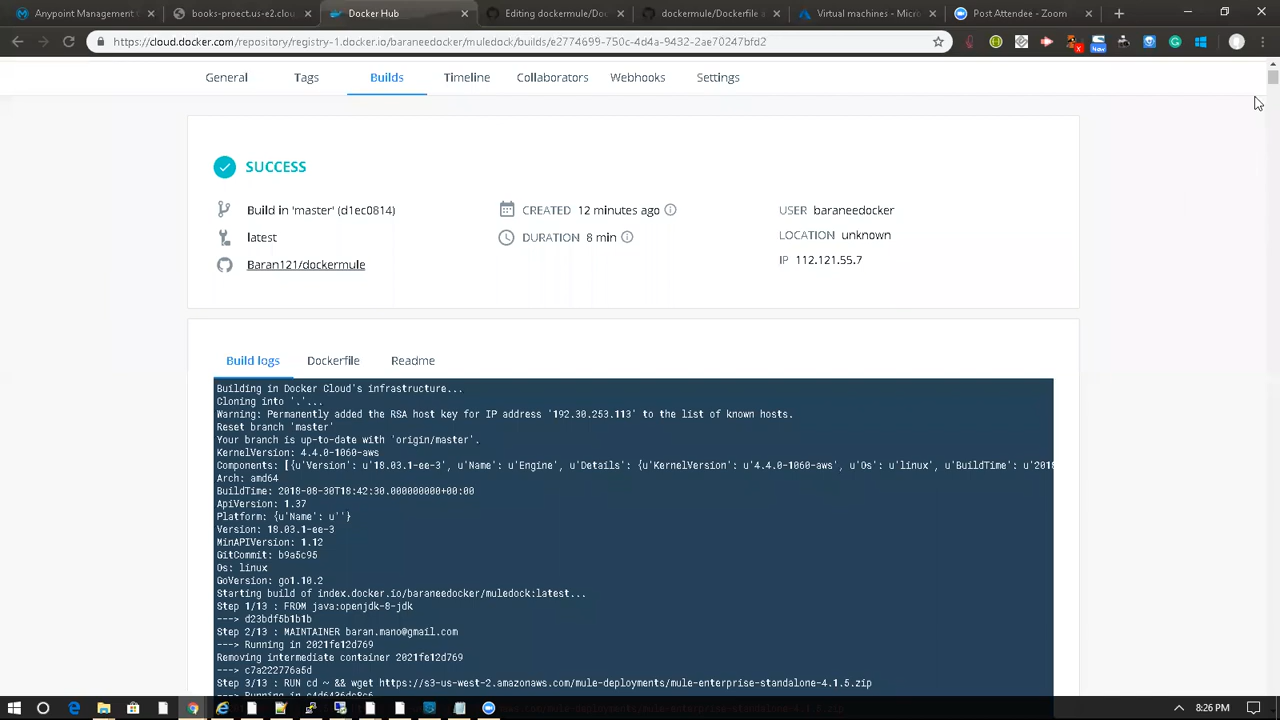 Anypoint Management C
books-proect.us-e2.cloud
Docker Hub
Editing dockermule/Doc
dockermule/Dockerfile a
Virtual machines - Micro
Post Attendee - Zoom
https://cloud.docker.com/repository/registry-1.docker.io/baraneedocker/muledock/builds/e2774699-750c-4d4a-9432-2ae70247bfd2
General
Tags
Builds
Timeline
Collaborators
Webhooks
Settings
SUCCESS
Build in 'master' (d1ec0814)
CREATED 12 minutes ago
USER baraneedocker
latest
DURATION 8 min
LOCATION unknown
Baran121/dockermule
IP 112.121.55.7
Build logs
Dockerfile
Readme
Building in Docker Cloud's infrastructure...
Cloning into '.'...
Warning: Permanently added the RSA host key for IP address '192.30.253.113' to the list of known hosts.
Reset branch 'master'
Your branch is up-to-date with 'origin/master'.
KernelVersion: 4.4.0-1060-aws
Components: [{u'Version': u'18.03.1-ee-3', u'Name': u'Engine', u'Details': {u'KernelVersion': u'4.4.0-1060-aws', u'Os': u'linux', u'BuildTime': u'2018
Arch: amd64
BuildTime: 2018-08-30T18:42:30.000000000+00:00
ApiVersion: 1.37
Platform: {u'Name': u''}
Version: 18.03.1-ee-3
MinAPIVersion: 1.12
GitCommit: b9a5c95
Os: linux
GoVersion: go1.10.2
Starting build of index.docker.io/baraneedocker/muledock:latest...
Step 1/13 : FROM java:openjdk-8-jdk
---> d23bdf5b1b1b
Step 2/13 : MAINTAINER baran.mano@gmail.com
---> Running in 2021fe12d769
Removing intermediate container 2021fe12d769
---> c7a222776a5d
Step 3/13 : RUN cd ~ && wget https://s3-us-west-2.amazonaws.com/mule-deployments/mule-enterprise-standalone-4.1.5.zip
---> Running in c4d6436dc8c6
8:26 PM